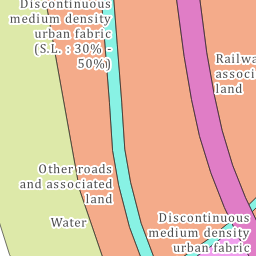 Discontinuous
medium density
urban fabric
(S.L. : 30% -
50%)
Railwa
associ
land
Other roads
and associated
land
Water
Discontinuous
medium density
urban fabric